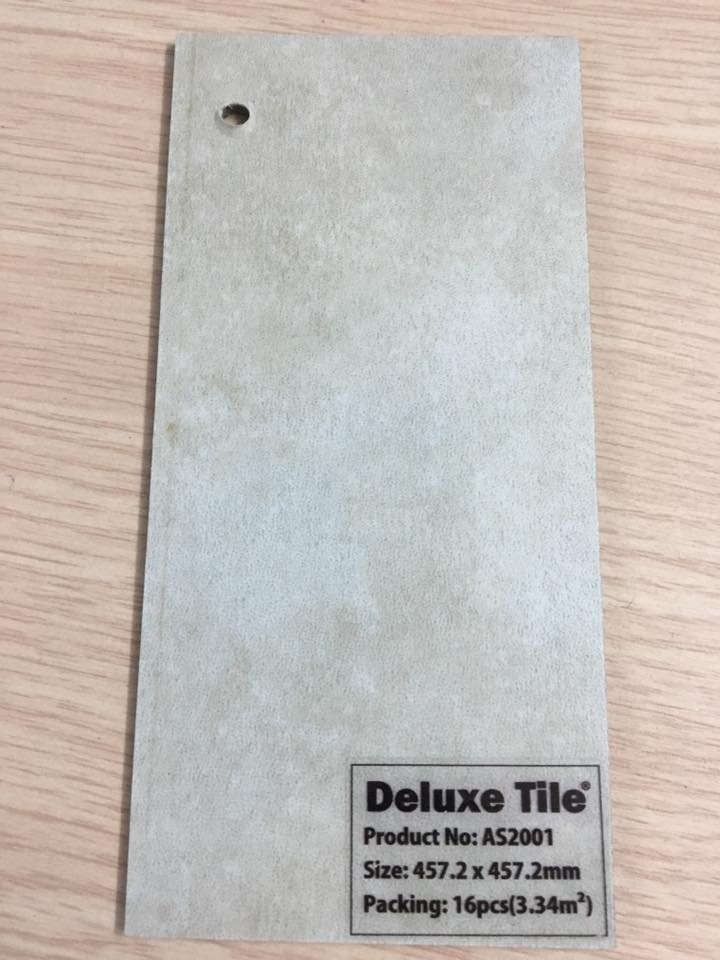 Deluxe Tile®
Product No: AS2001
Size: 457.2 x 457.2mm
Packing: 16pcs(3.34m²)